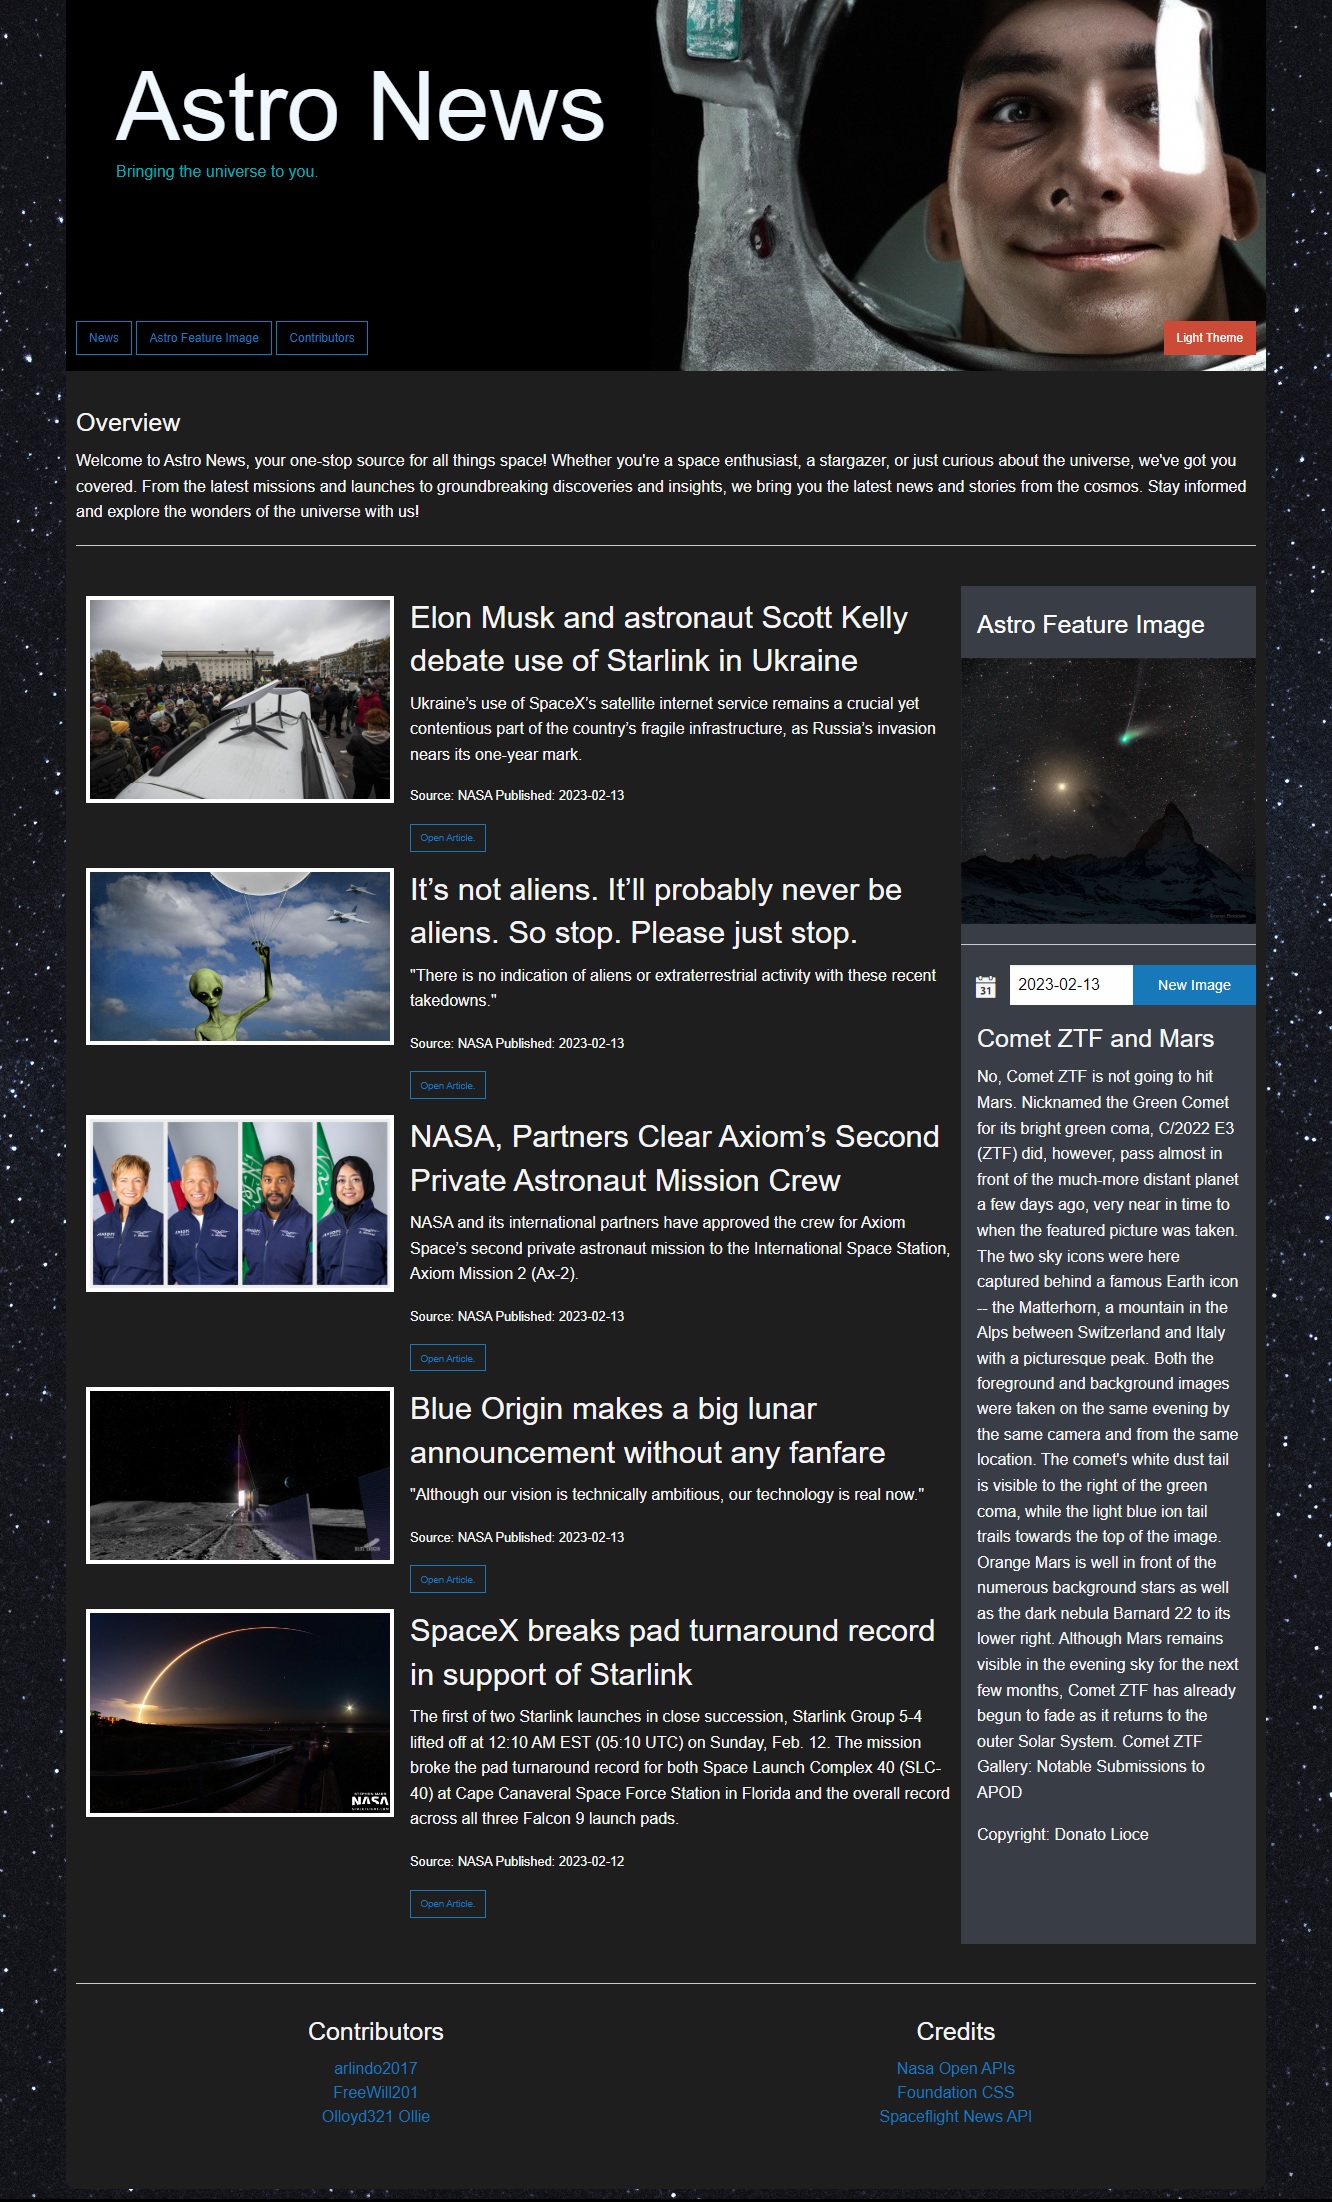 Astro News
Bringing the universe to you.
News
Astro Feature Image
Contributors
Light Theme
Overview
Welcome to Astro News, your one-stop source for all things space! Whether you're a space enthusiast, a stargazer, or just curious about the universe, we've got you
covered. From the latest missions and launches to groundbreaking discoveries and insights, we bring you the latest news and stories from the cosmos. Stay informed
and explore the wonders of the universe with us!
Elon Musk and astronaut Scott Kelly
debate use of Starlink in Ukraine
Ukraine’s use of SpaceX’s satellite internet service remains a crucial yet
contentious part of the country’s fragile infrastructure, as Russia’s invasion
nears its one-year mark.
Source: NASA Published: 2023-02-13
Open Article.
It’s not aliens. It’ll probably never be
aliens. So stop. Please just stop.
"There is no indication of aliens or extraterrestrial activity with these recent
takedowns."
Source: NASA Published: 2023-02-13
Open Article.
NASA, Partners Clear Axiom’s Second
Private Astronaut Mission Crew
NASA and its international partners have approved the crew for Axiom
Space’s second private astronaut mission to the International Space Station,
Axiom Mission 2 (Ax-2).
Source: NASA Published: 2023-02-13
Open Article.
Blue Origin makes a big lunar
announcement without any fanfare
"Although our vision is technically ambitious, our technology is real now."
Source: NASA Published: 2023-02-13
Open Article.
NASA
SpaceX breaks pad turnaround record
in support of Starlink
The first of two Starlink launches in close succession, Starlink Group 5-4
lifted off at 12:10 AM EST (05:10 UTC) on Sunday, Feb. 12. The mission
broke the pad turnaround record for both Space Launch Complex 40 (SLC-
40) at Cape Canaveral Space Force Station in Florida and the overall record
across all three Falcon 9 launch pads.
Source: NASA Published: 2023-02-12
Open Article.
Astro Feature Image
31
2023-02-13
New Image
Comet ZTF and Mars
No, Comet ZTF is not going to hit
Mars. Nicknamed the Green Comet
for its bright green coma, C/2022 E3
(ZTF) did, however, pass almost in
front of the much-more distant planet
a few days ago, very near in time to
when the featured picture was taken.
The two sky icons were here
captured behind a famous Earth icon
-- the Matterhorn, a mountain in the
Alps between Switzerland and Italy
with a picturesque peak. Both the
foreground and background images
were taken on the same evening by
the same camera and from the same
location. The comet's white dust tail
is visible to the right of the green
coma, while the light blue ion tail
trails towards the top of the image.
Orange Mars is well in front of the
numerous background stars as well
as the dark nebula Barnard 22 to its
lower right. Although Mars remains
visible in the evening sky for the next
few months, Comet ZTF has already
begun to fade as it returns to the
outer Solar System. Comet ZTF
Gallery: Notable Submissions to
APOD
Copyright: Donato Lioce
Contributors
arlindo2017
FreeWill201
Olloyd321 Ollie
Credits
Nasa Open APIs
Foundation CSS
Spaceflight News API